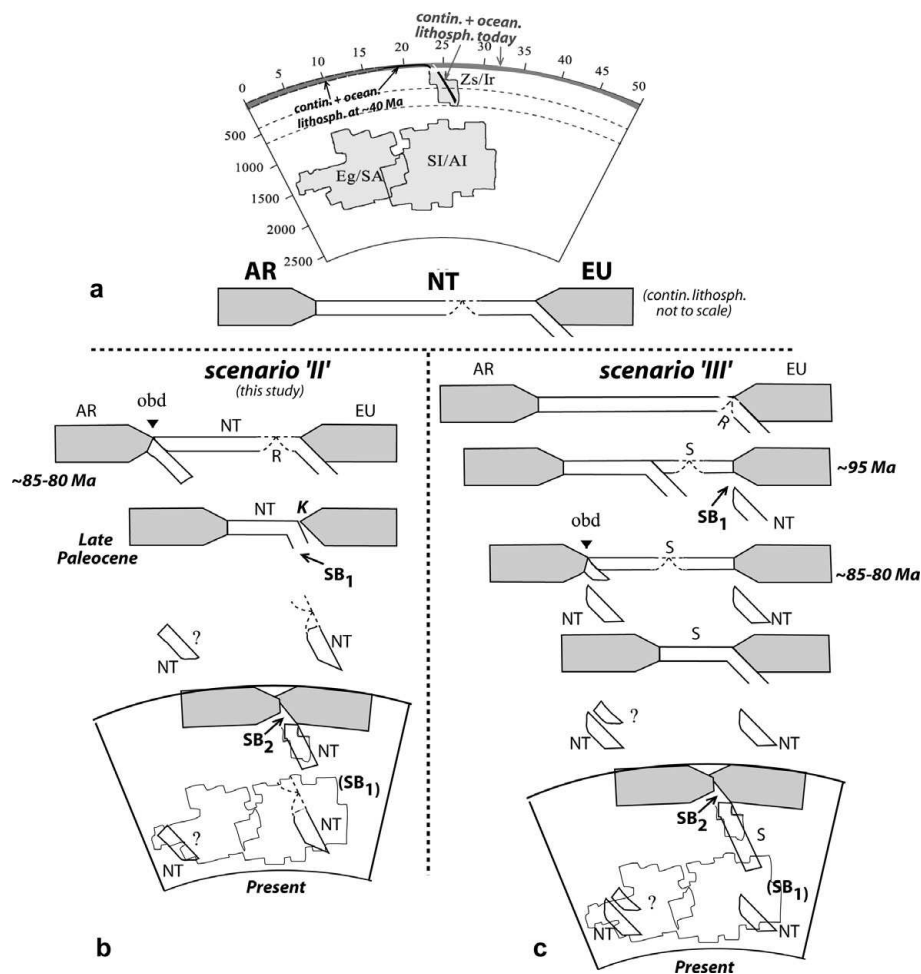 contin. + ocean.
lithosph. today
0 5 10 15 20 25 30 35 40 45 50
Zs/Ir
contin. + ocean.
lithosph. at ~40 Ma
500
1000
1500
2000
2500
Eg/SA
SI/AI
a
AR
NT
EU
(contin. lithosph.
not to scale)
scenario 'II'
(this study)
obd
AR
NT
EU
R
~85-80 Ma
NT
K
Late
Paleocene
SB1
?
NT
NT
SB2
NT
(SB1)
?
NT
NT
Present
b
scenario 'III'
AR
EU
R
S
~95 Ma
SB1
NT
obd
S
~85-80 Ma
NT
NT
S
?
NT
NT
SB2
S
(SB1)
?
NT
NT
Present
c